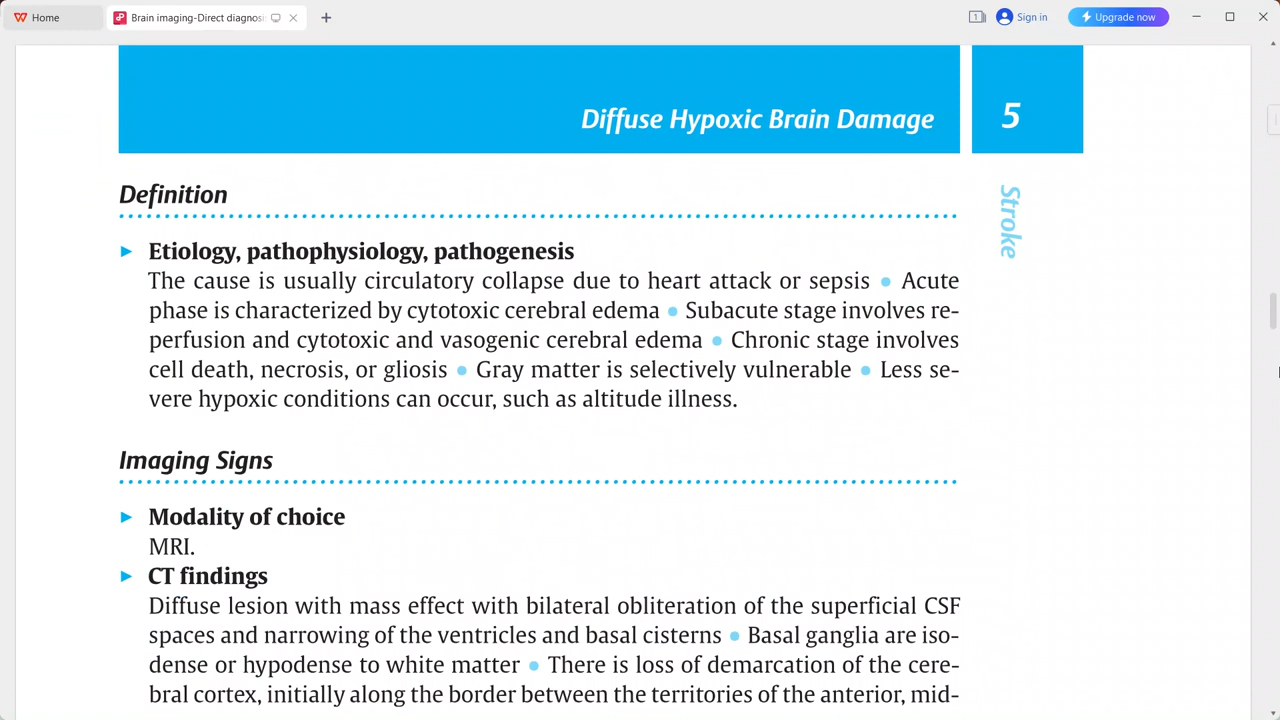 Home
Brain imaging-Direct diagnosi
1
Sign in
Upgrade now
Diffuse Hypoxic Brain Damage
5
Stroke
Definition
Etiology, pathophysiology, pathogenesis
The cause is usually circulatory collapse due to heart attack or sepsis • Acute
phase is characterized by cytotoxic cerebral edema • Subacute stage involves re-
perfusion and cytotoxic and vasogenic cerebral edema • Chronic stage involves
cell death, necrosis, or gliosis • Gray matter is selectively vulnerable • Less se-
vere hypoxic conditions can occur, such as altitude illness.
Imaging Signs
Modality of choice
MRI.
CT findings
Diffuse lesion with mass effect with bilateral obliteration of the superficial CSF
spaces and narrowing of the ventricles and basal cisterns • Basal ganglia are iso-
dense or hypodense to white matter • There is loss of demarcation of the cere-
bral cortex, initially along the border between the territories of the anterior, mid-